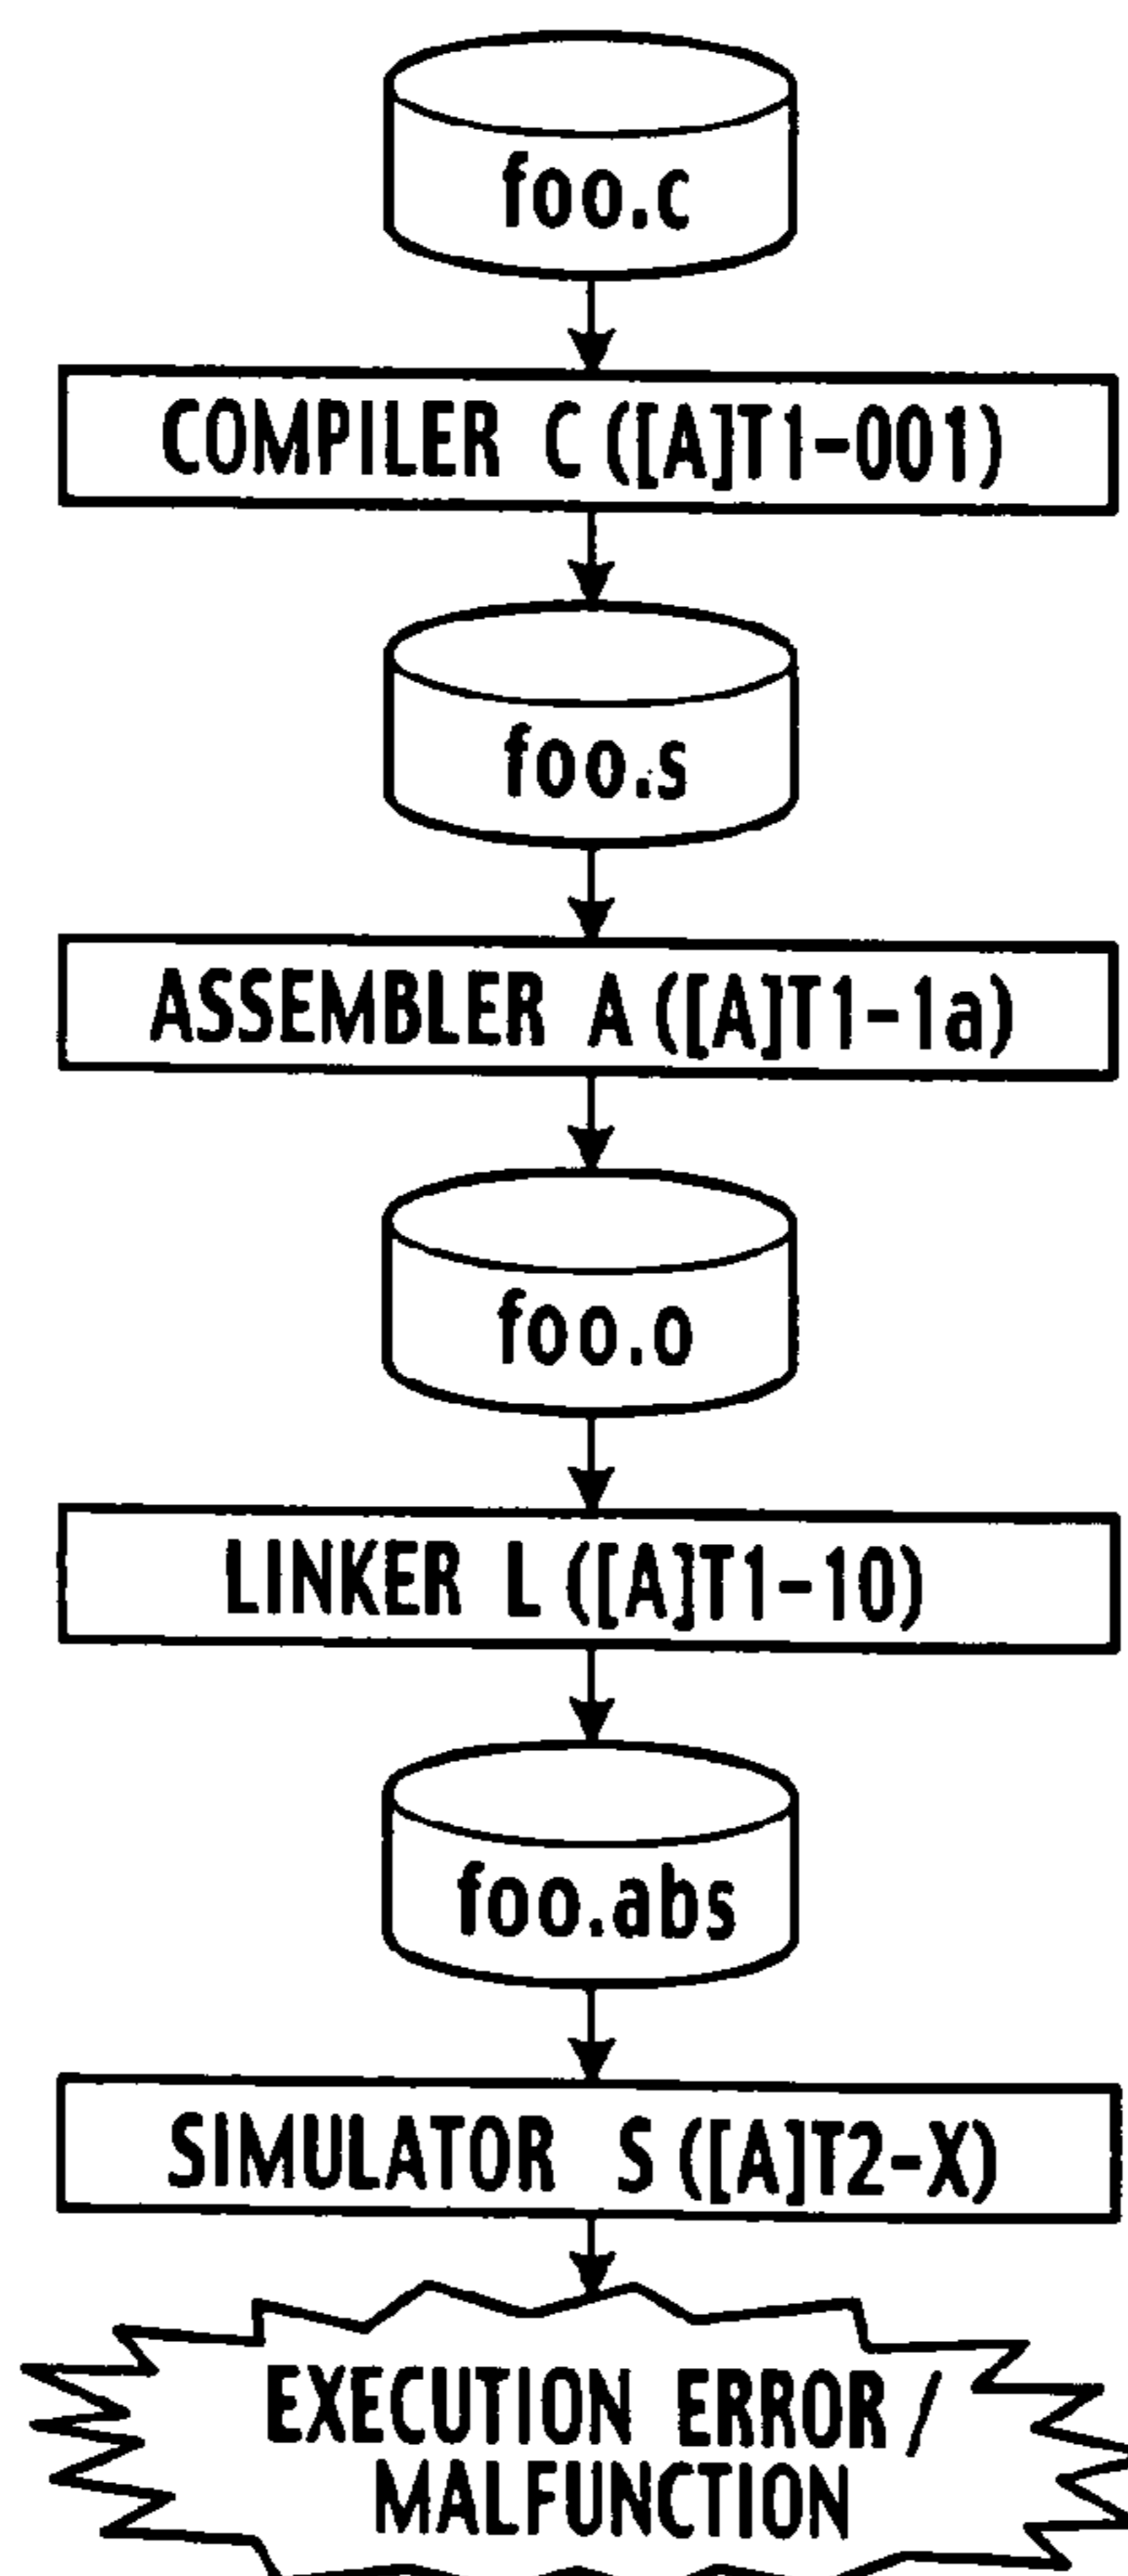 foo.c
COMPILER C ([A]T1-001)
foo.s
ASSEMBLER A ([A]T1-1a)
foo.o
LINKER L ([A]T1-10)
foo.abs
SIMULATOR S ([A]T2-X)
EXECUTION ERROR /
MALFUNCTION